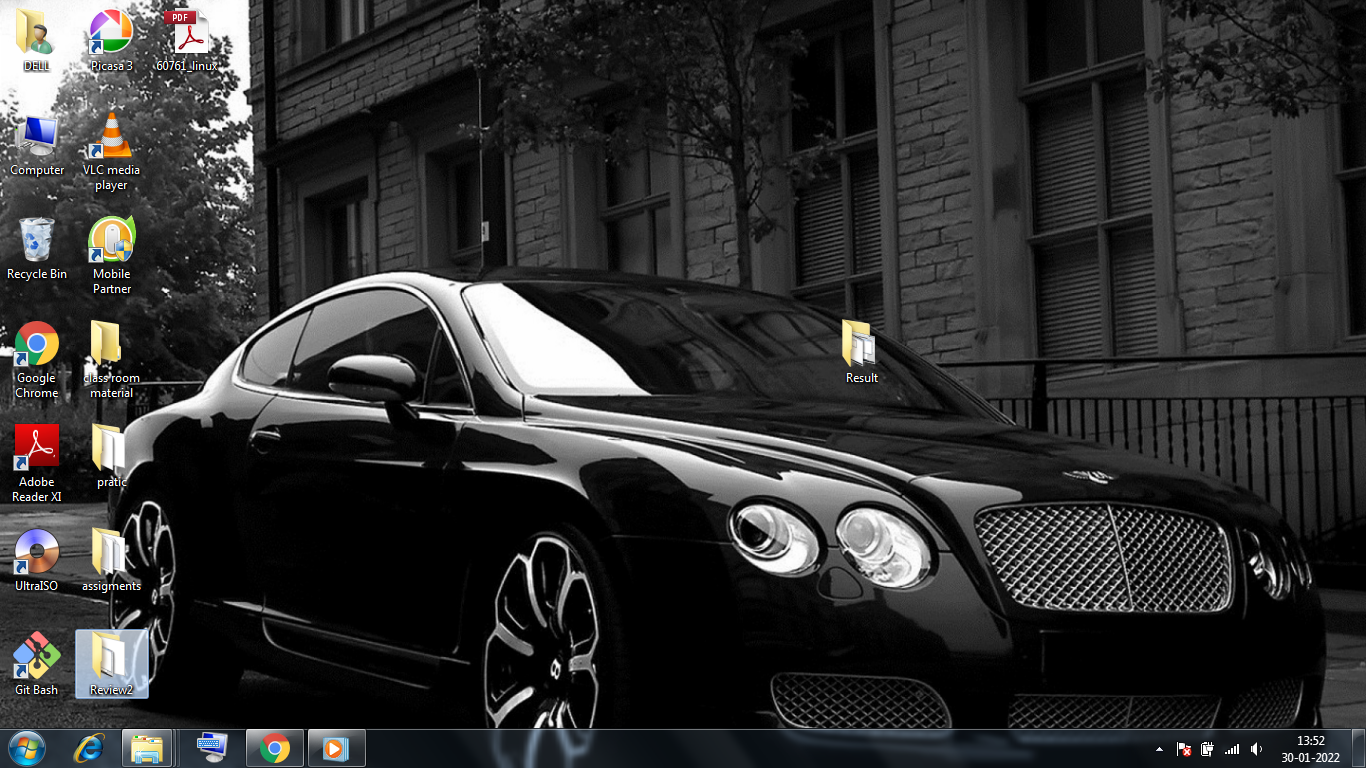 DELL
Picasa 3
PDF
60761_linux
Computer
VLC media
player
Recycle Bin
Mobile
Partner
Google
Chrome
class room
material
Result
Adobe
Reader XI
pratic
UltraISO
assigments
Git Bash
Review2
13:52
30-01-2022